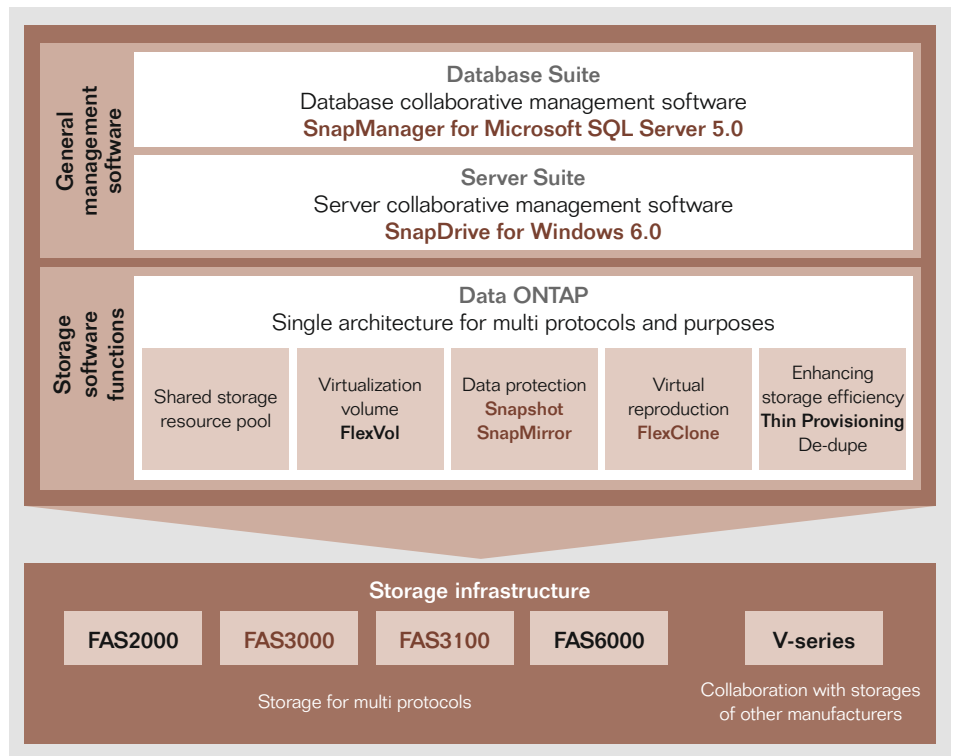 General
management
software
Database Suite
Database collaborative management software
SnapManager for Microsoft SQL Server 5.0
Server Suite
Server collaborative management software
SnapDrive for Windows 6.0
Storage
software
functions
Data ONTAP
Single architecture for multi protocols and purposes
Shared storage
resource pool
Virtualization
volume
FlexVol
Data protection
Snapshot
SnapMirror
Virtual
reproduction
FlexClone
Enhancing
storage efficiency
Thin Provisioning
De-dupe
Storage infrastructure
FAS2000
FAS3000
FAS3100
FAS6000
V-series
Storage for multi protocols
Collaboration with storages
of other manufacturers